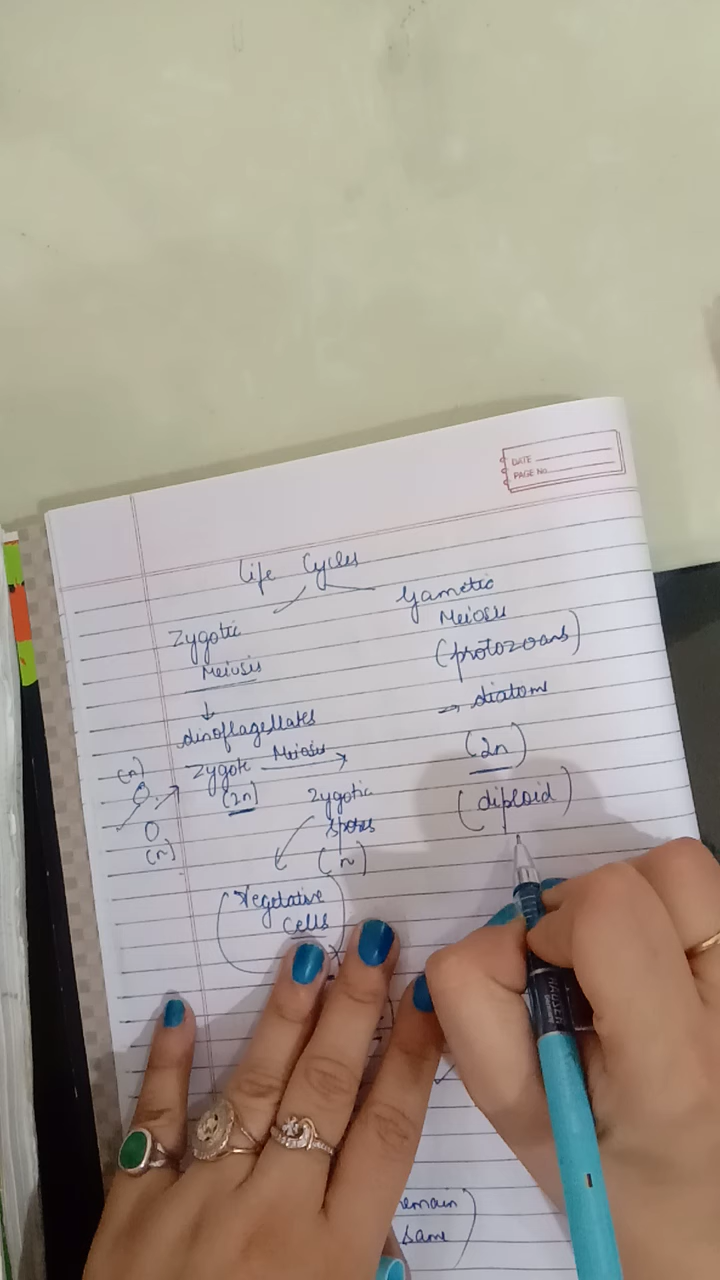 DATE
PAGE No.
Life Cycles
Zygotic
Meiosis
dinoflagellates
(n)
Zygote Meiosis
(2n)
(n)
Zygotic
Spores
(n)
Vegetative
Cells
Gametic
Meiosis
(protozoans)
diatoms
(2n)
(diploid)
HAUSER
remain
same